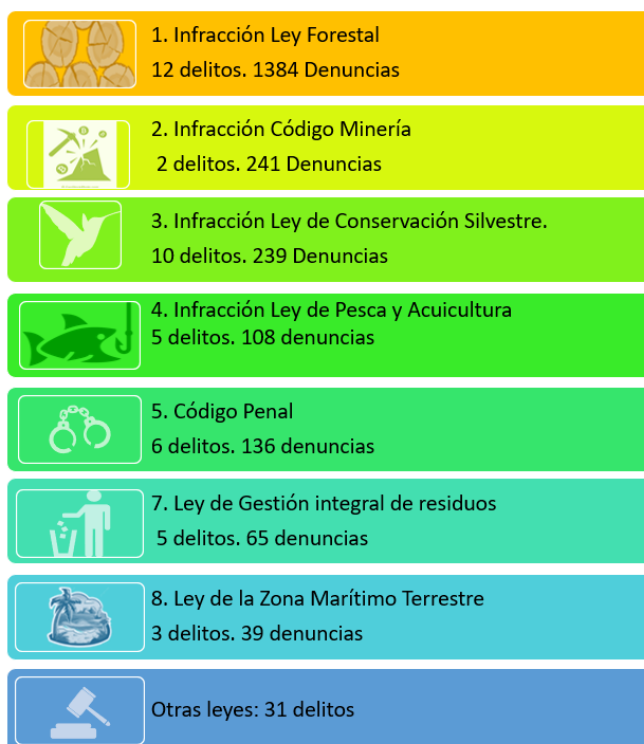 1. Infracción Ley Forestal
12 delitos. 1384 Denuncias
2. Infracción Código Minería
2 delitos. 241 Denuncias
3. Infracción Ley de Conservación Silvestre.
10 delitos. 239 Denuncias
4. Infracción Ley de Pesca y Acuicultura
5 delitos. 108 denuncias
5. Código Penal
6 delitos. 136 denuncias
7. Ley de Gestión integral de residuos
5 delitos. 65 denuncias
8. Ley de la Zona Marítimo Terrestre
3 delitos. 39 denuncias
Otras leyes: 31 delitos